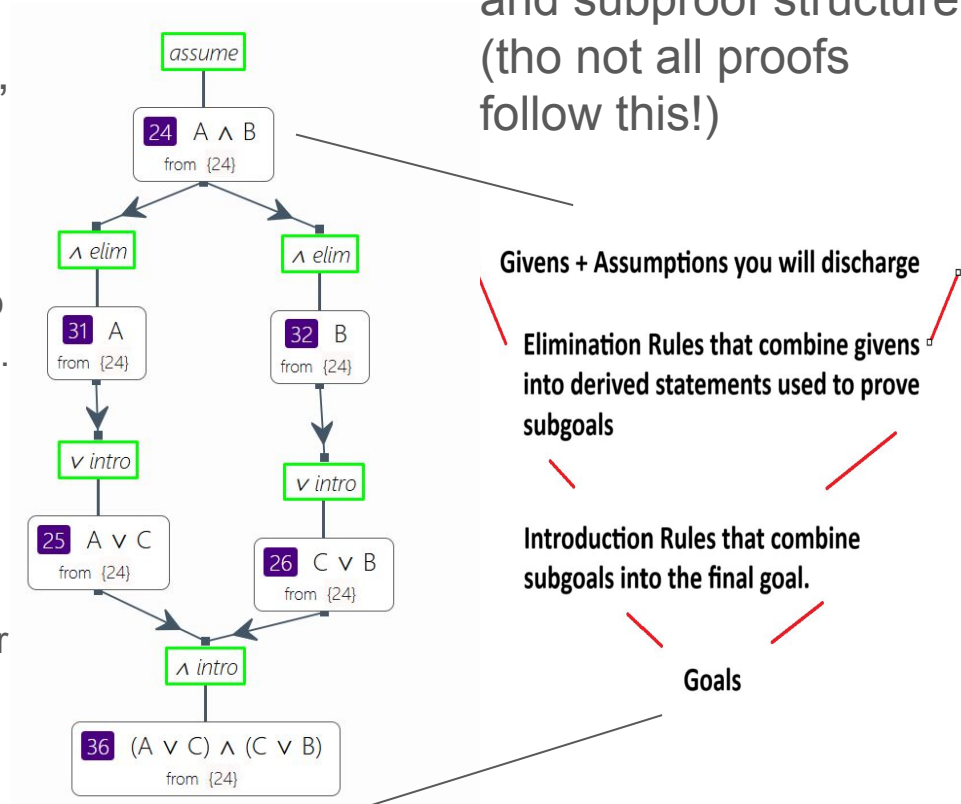 and subproof structure
(tho not all proofs
follow this!)
assume
24 A ∧ B
from {24}
∧ elim
∧ elim
31 A
from {24}
32 B
from {24}
∨ intro
∨ intro
25 A ∨ C
from {24}
26 C ∨ B
from {24}
∧ intro
36 (A ∨ C) ∧ (C ∨ B)
from {24}
Givens + Assumptions you will discharge
Elimination Rules that combine givens
into derived statements used to prove
subgoals
Introduction Rules that combine
subgoals into the final goal.
Goals